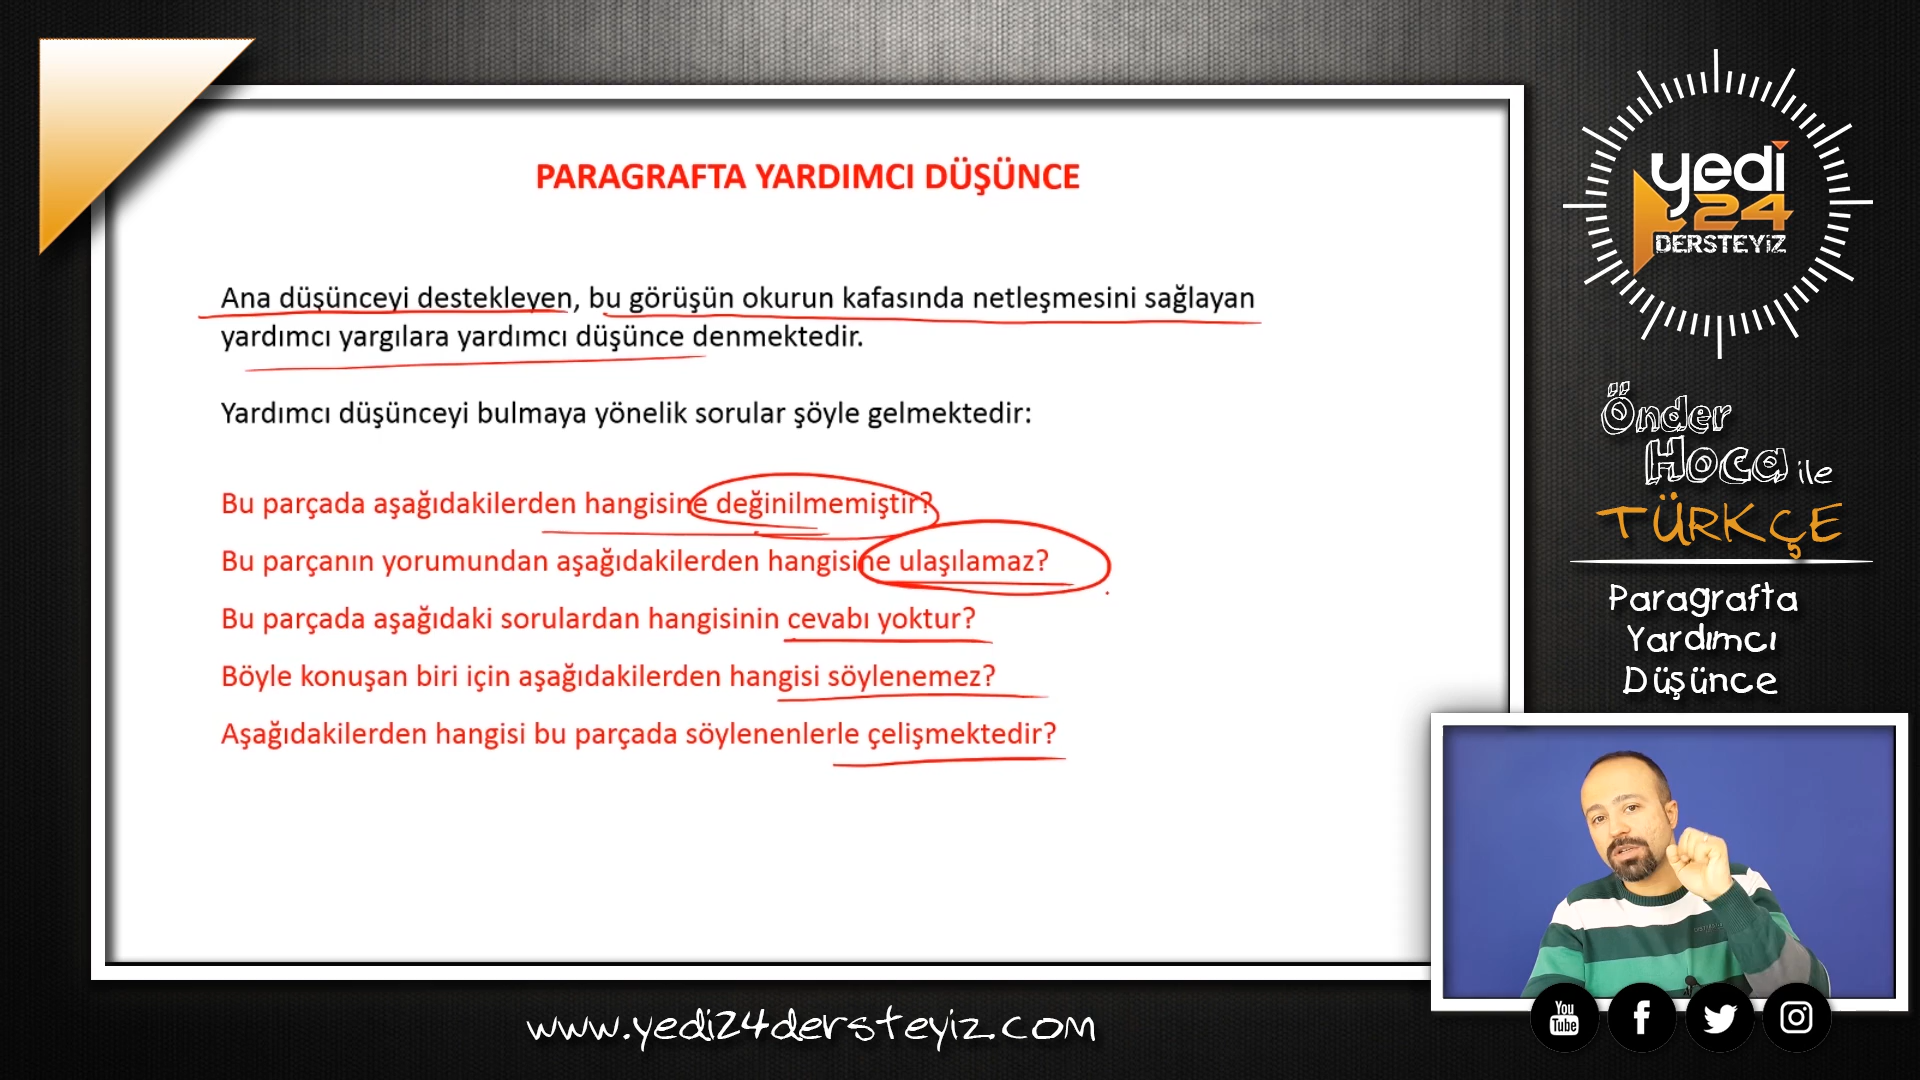 PARAGRAFTA YARDIMCI DÜŞÜNCE
Ana düşünceyi destekleyen, bu görüşün okurun kafasında netleşmesini sağlayan
yardımcı yargılara yardımcı düşünce denmektedir.
Yardımcı düşünceyi bulmaya yönelik sorular şöyle gelmektedir:
Bu parçada aşağıdakilerden hangisine değinilmemiştir?
Bu parçanın yorumundan aşağıdakilerden hangisine ulaşılamaz?
Bu parçada aşağıdaki sorulardan hangisinin cevabı yoktur?
Böyle konuşan biri için aşağıdakilerden hangisi söylenemez?
Aşağıdakilerden hangisi bu parçada söylenenlerle çelişmektedir?
yedi
24
DERSTEYİZ
Önder
Hoca ile
TÜRKÇE
Paragrafta
Yardımcı
Düşünce
You
Tube
www.yedi24dersteyiz.com